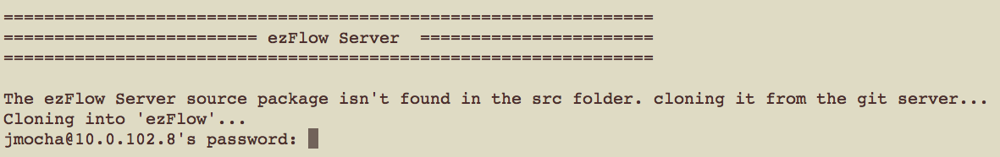 ================================================================
========================= ezFlow Server  =======================
================================================================
The ezFlow Server source package isn't found in the src folder. cloning it from the git server...
Cloning into 'ezFlow'...
jmocha@10.0.102.8's password: